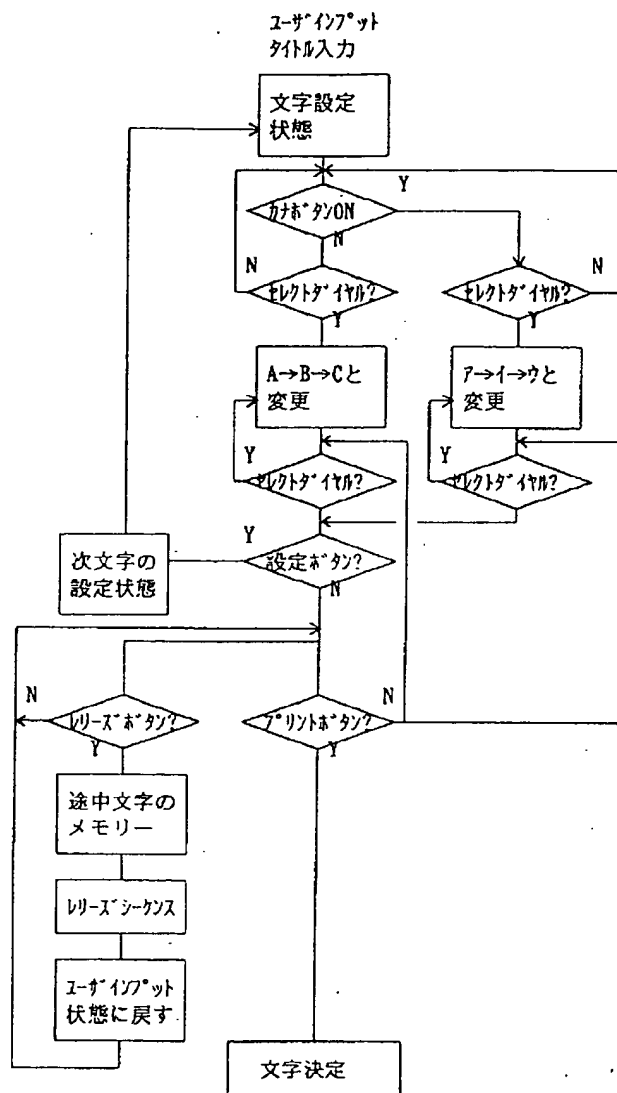 ﾕｰｻﾞｲﾝﾌﾟｯﾄ
ﾀｲﾄﾙ入力
文字設定
状態
Y
ｶﾅﾎﾞﾀﾝON
N
N
ｾﾚｸﾄﾀﾞｲﾔﾙ?
Y
ｾﾚｸﾄﾀﾞｲﾔﾙ?
N
Y
A→B→Cと
変更
ｱ→ｲ→ｳと
変更
Y
ｾﾚｸﾄﾀﾞｲﾔﾙ?
Y
ｾﾚｸﾄﾀﾞｲﾔﾙ?
次文字の
設定状態
Y
設定ﾎﾞﾀﾝ?
N
N
ﾚﾘｰｽﾞﾎﾞﾀﾝ?
Y
ﾌﾟﾘﾝﾄﾎﾞﾀﾝ?
N
Y
途中文字の
メモリー
ﾚﾘｰｽﾞｼｰｹﾝｽ
ﾕｰｻﾞｲﾝﾌﾟｯﾄ
状態に戻す
文字決定